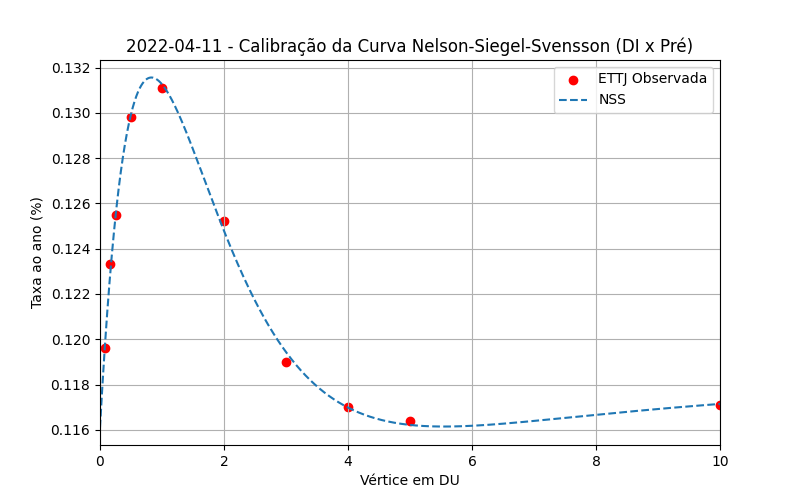 2022-04-11 - Calibração da Curva Nelson-Siegel-Svensson (DI x Pré)
0.132
0.130
0.128
0.126
0.124
0.122
0.120
0.118
0.116
Taxa ao ano (%)
ETTJ Observada
NSS
0 2 4 6 8 10
Vértice em DU